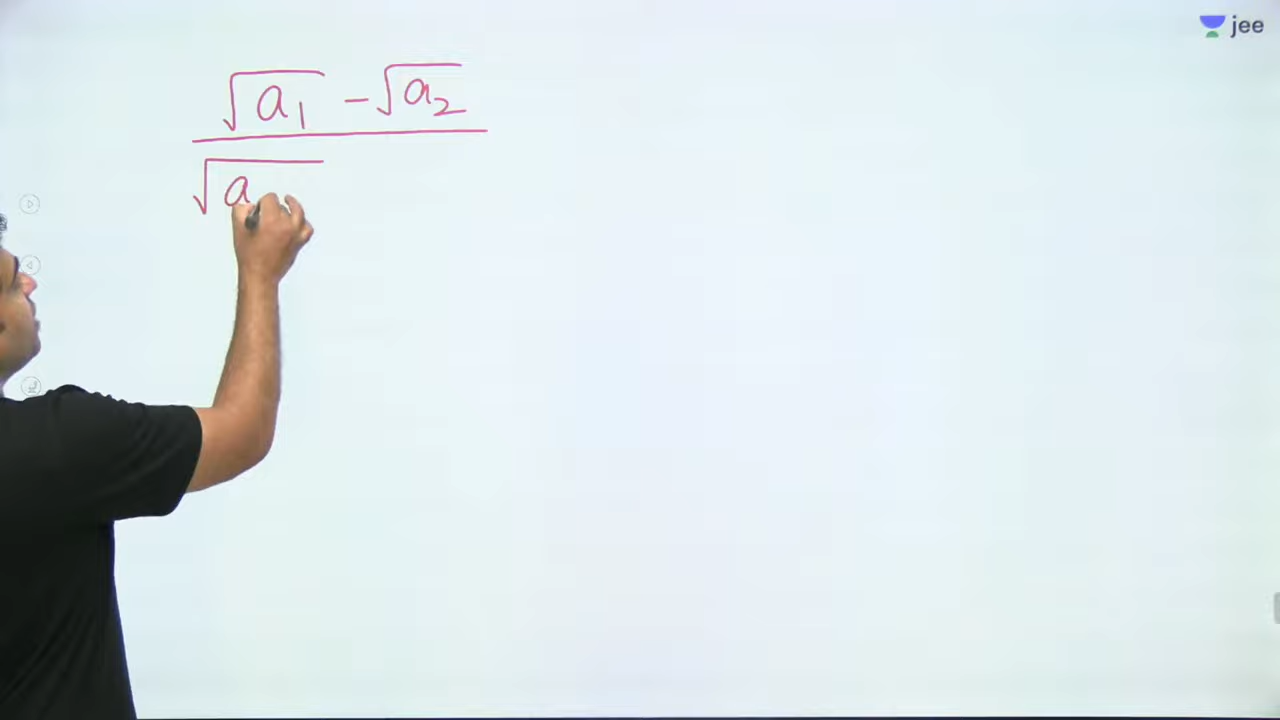 jee
√a₁ - √a₂
√a